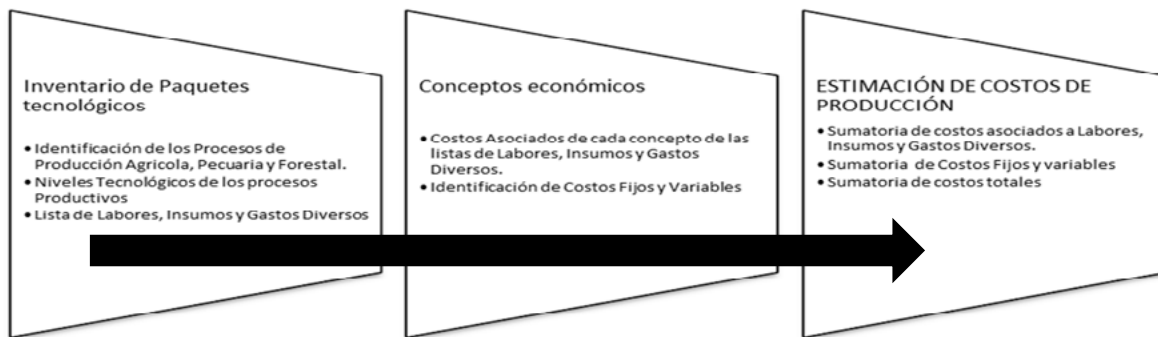 Inventario de Paquetes
tecnológicos
• Identificación de los Procesos de
Producción Agricola, Pecuaria y Forestal.
• Niveles Tecnológicos de los procesos
Productivos
• Lista de Labores, Insumos y Gastos Diversos
Conceptos económicos
• Costos Asociados de cada concepto de las
listas de Labores, Insumos y Gastos
Diversos.
• Identificación de Costos Fijos y Variables
ESTIMACIÓN DE COSTOS DE
PRODUCCIÓN
• Sumatoria de costos asociados a Labores,
Insumos y Gastos Diversos.
• Sumatoria de Costos Fijos y variables
• Sumatoria de costos totales